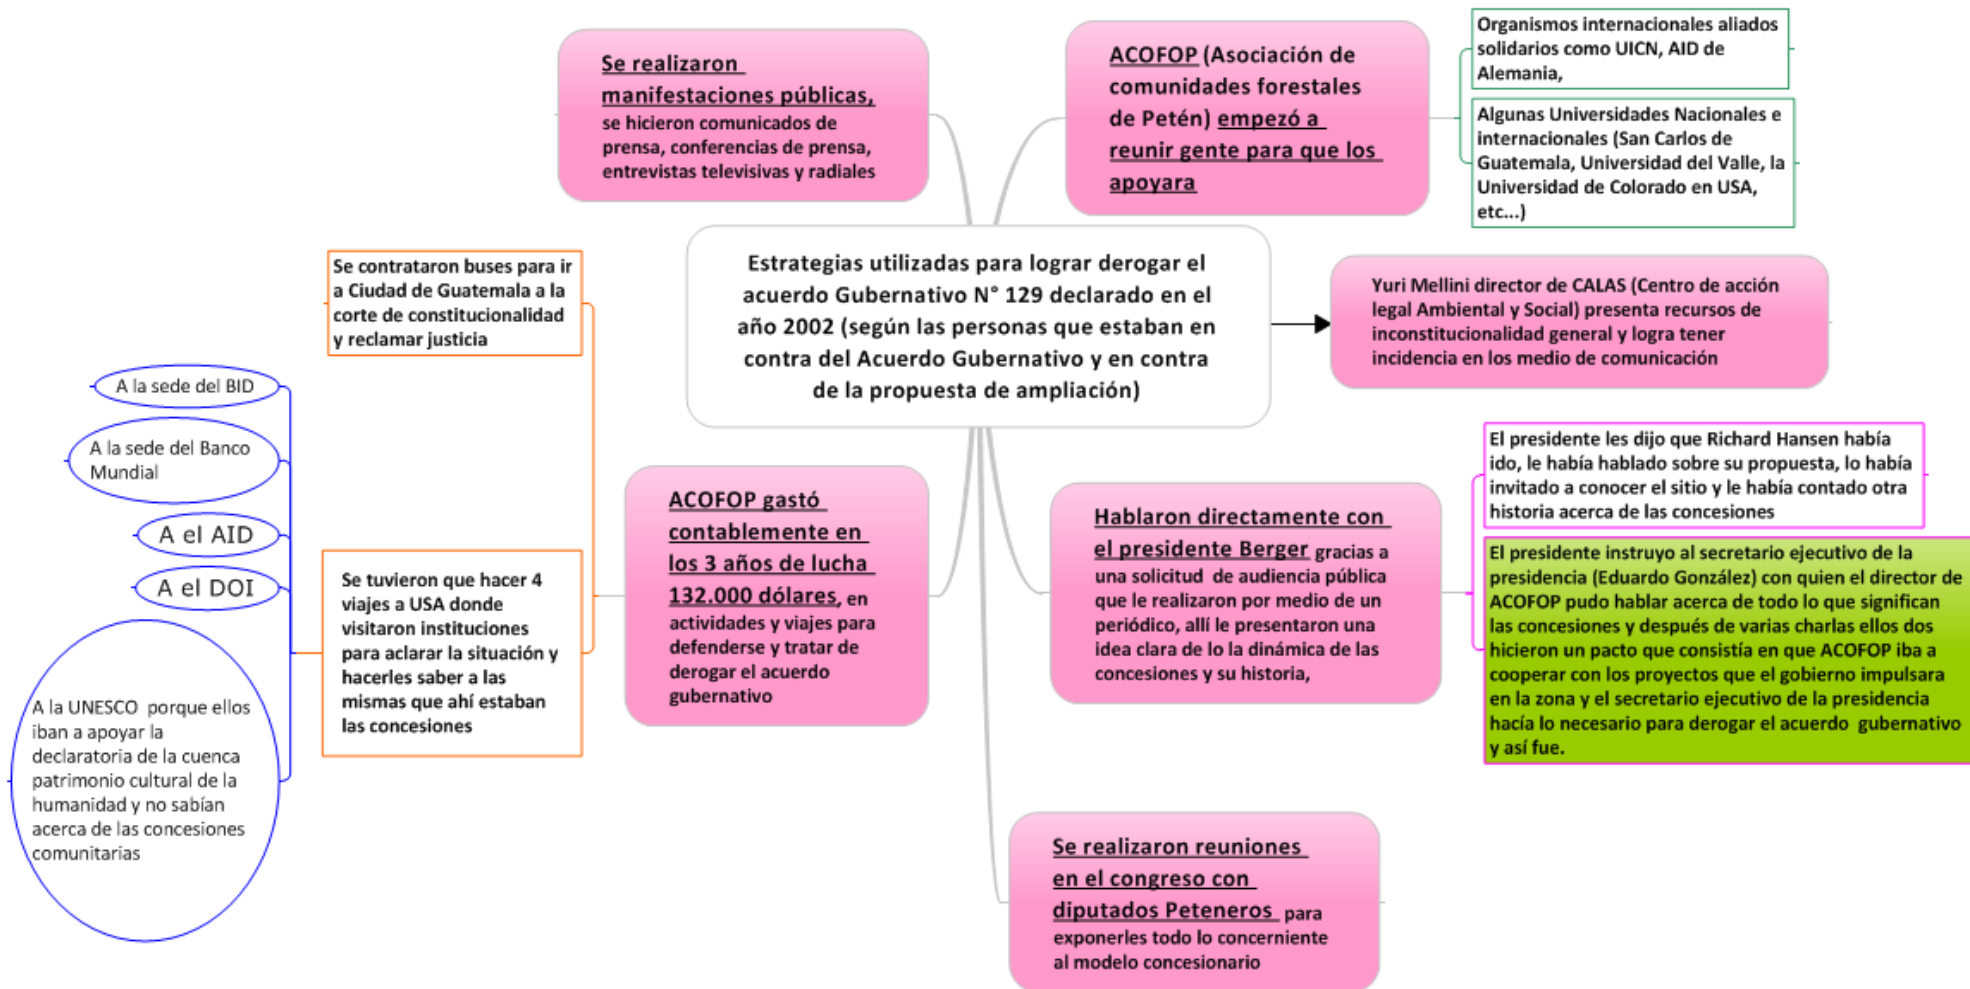 Se realizaron
manifestaciones públicas,
se hicieron comunicados de
prensa, conferencias de prensa,
entrevistas televisivas y radiales
ACOFOP (Asociación de
comunidades forestales
de Petén) empezó a
reunir gente para que los
apoyara
Organismos internacionales aliados
solidarios como UICN, AID de
Alemania,
Algunas Universidades Nacionales e
internacionales (San Carlos de
Guatemala, Universidad del Valle, la
Universidad de Colorado en USA,
etc...)
Estrategias utilizadas para lograr derogar el
acuerdo Gubernativo N° 129 declarado en el
año 2002 (según las personas que estaban en
contra del Acuerdo Gubernativo y en contra
de la propuesta de ampliación)
Yuri Mellini director de CALAS (Centro de acción
legal Ambiental y Social) presenta recursos de
inconstitucionalidad general y logra tener
incidencia en los medio de comunicación
Se contrataron buses para ir
a Ciudad de Guatemala a la
corte de constitucionalidad
y reclamar justicia
A la sede del BID
A la sede del Banco
Mundial
A el AID
A el DOI
A la UNESCO porque ellos
iban a apoyar la
declaratoria de la cuenca
patrimonio cultural de la
humanidad y no sabían
acerca de las concesiones
comunitarias
Se tuvieron que hacer 4
viajes a USA donde
visitaron instituciones
para aclarar la situación y
hacerles saber a las
mismas que ahí estaban
las concesiones
ACOFOP gastó
contablemente en
los 3 años de lucha
132.000 dólares, en
actividades y viajes para
defenderse y tratar de
derogar el acuerdo
gubernativo
Hablaron directamente con
el presidente Berger gracias a
una solicitud de audiencia pública
que le realizaron por medio de un
periódico, allí le presentaron una
idea clara de lo la dinámica de las
concesiones y su historia,
El presidente les dijo que Richard Hansen había
ido, le había hablado sobre su propuesta, lo había
invitado a conocer el sitio y le había contado otra
historia acerca de las concesiones
El presidente instruyo al secretario ejecutivo de la
presidencia (Eduardo González) con quien el director de
ACOFOP pudo hablar acerca de todo lo que significan
las concesiones y después de varias charlas ellos dos
hicieron un pacto que consistía en que ACOFOP iba a
cooperar con los proyectos que el gobierno impulsara
en la zona y el secretario ejecutivo de la presidencia
hacía lo necesario para derogar el acuerdo gubernativo
y así fue.
Se realizaron reuniones
en el congreso con
diputados Peteneros para
exponerles todo lo concerniente
al modelo concesionario